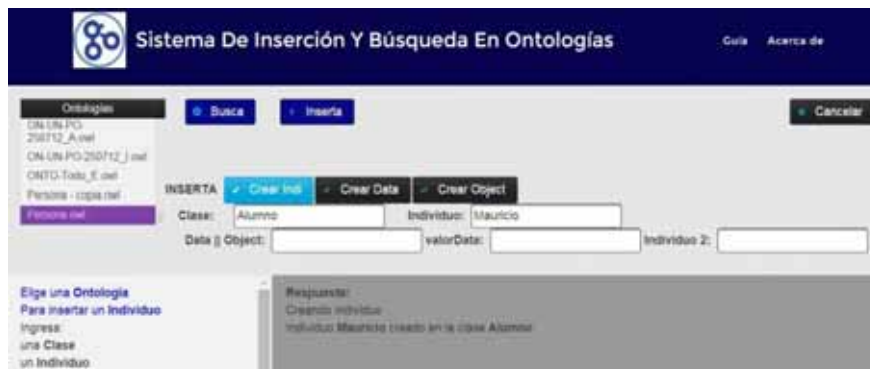 go
Sistema De Inserción Y Búsqueda En Ontologías
Guía Acerca de
Ontologías
ON-UN-PO-
250712_A.owl
ON-UN-PO-250712_J.owl
ONTO-Todo_E.owl
Persona - copia.owl
Persona.owl
Busca
Inserta
Cancelar
INSERTA Crear Indi Crear Data Crear Object
Clase: Alumno Individuo: Mauricio
Data || Object: valorData: Individuo 2:
Elige una Ontología
Para insertar un Individuo
Ingresa:
una Clase
un Individuo
Respuesta:
Creando individuo
Individuo Mauricio creado en la clase Alumno